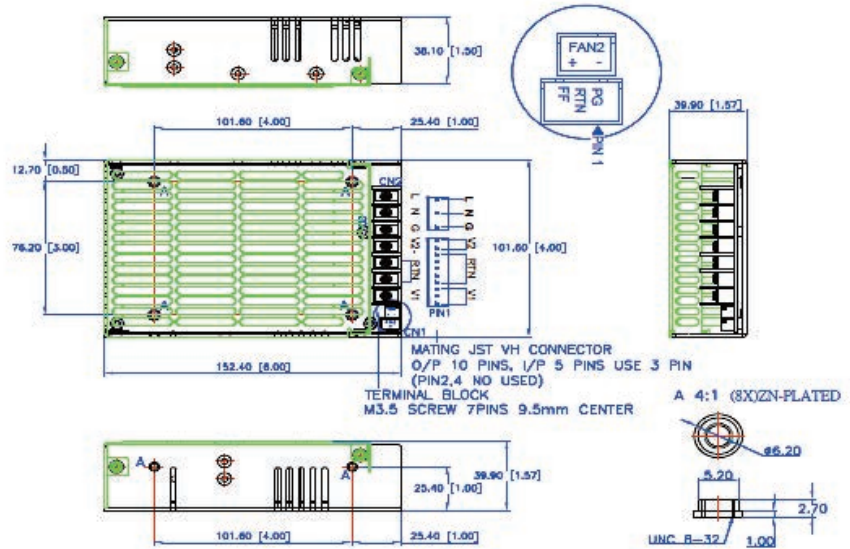 38.10 [1.50]
FAN2
+ -
FF
RTN
PG
PIN 1
39.90 [1.57]
101.60 [4.00]
25.40 [1.00]
12.70 [0.50]
76.20 [3.00]
A
A
A
A
CN2
L
N
G
V2-
RTN
V1
L
N
G
V2
RTN
V1
PIN1
CN1
101.60 [4.00]
152.40 [6.00]
MATING JST VH CONNECTOR
O/P 10 PINS, I/P 5 PINS USE 3 PIN
(PIN2,4 NO USED)
TERMINAL BLOCK
M3.5 SCREW 7PINS 9.5mm CENTER
A 4:1 (8X)ZN-PLATED
ø6.20
5.20
2.70
UNC 6-32
1.00
A
A
39.90 [1.57]
25.40 [1.00]
101.60 [4.00]
25.40 [1.00]